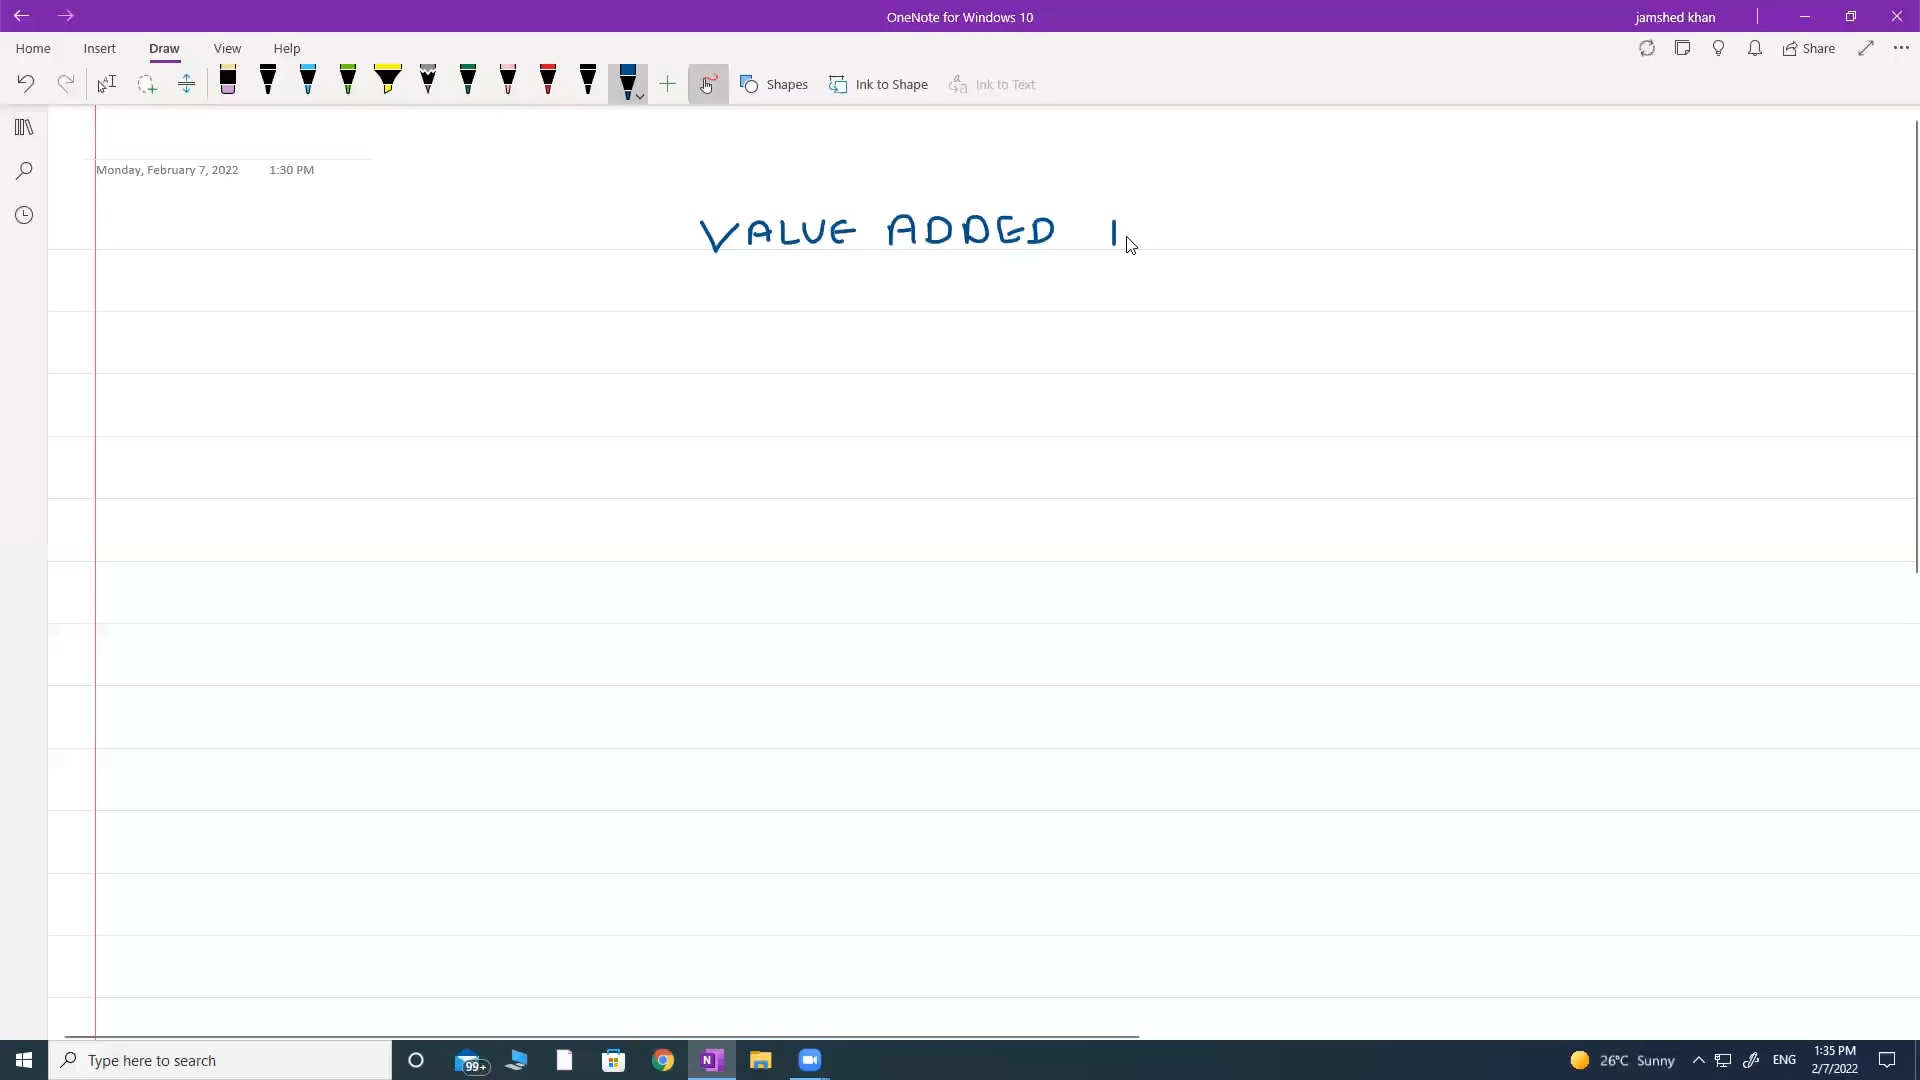 OneNote for Windows 10 jamshed khan
Home Insert Draw View Help Share
Shapes Ink to Shape Ink to Text
Monday, February 7, 2022 1:30 PM
VALUE ADDED I
Type here to search 99+ N 26°C Sunny ENG 1:35 PM
2/7/2022